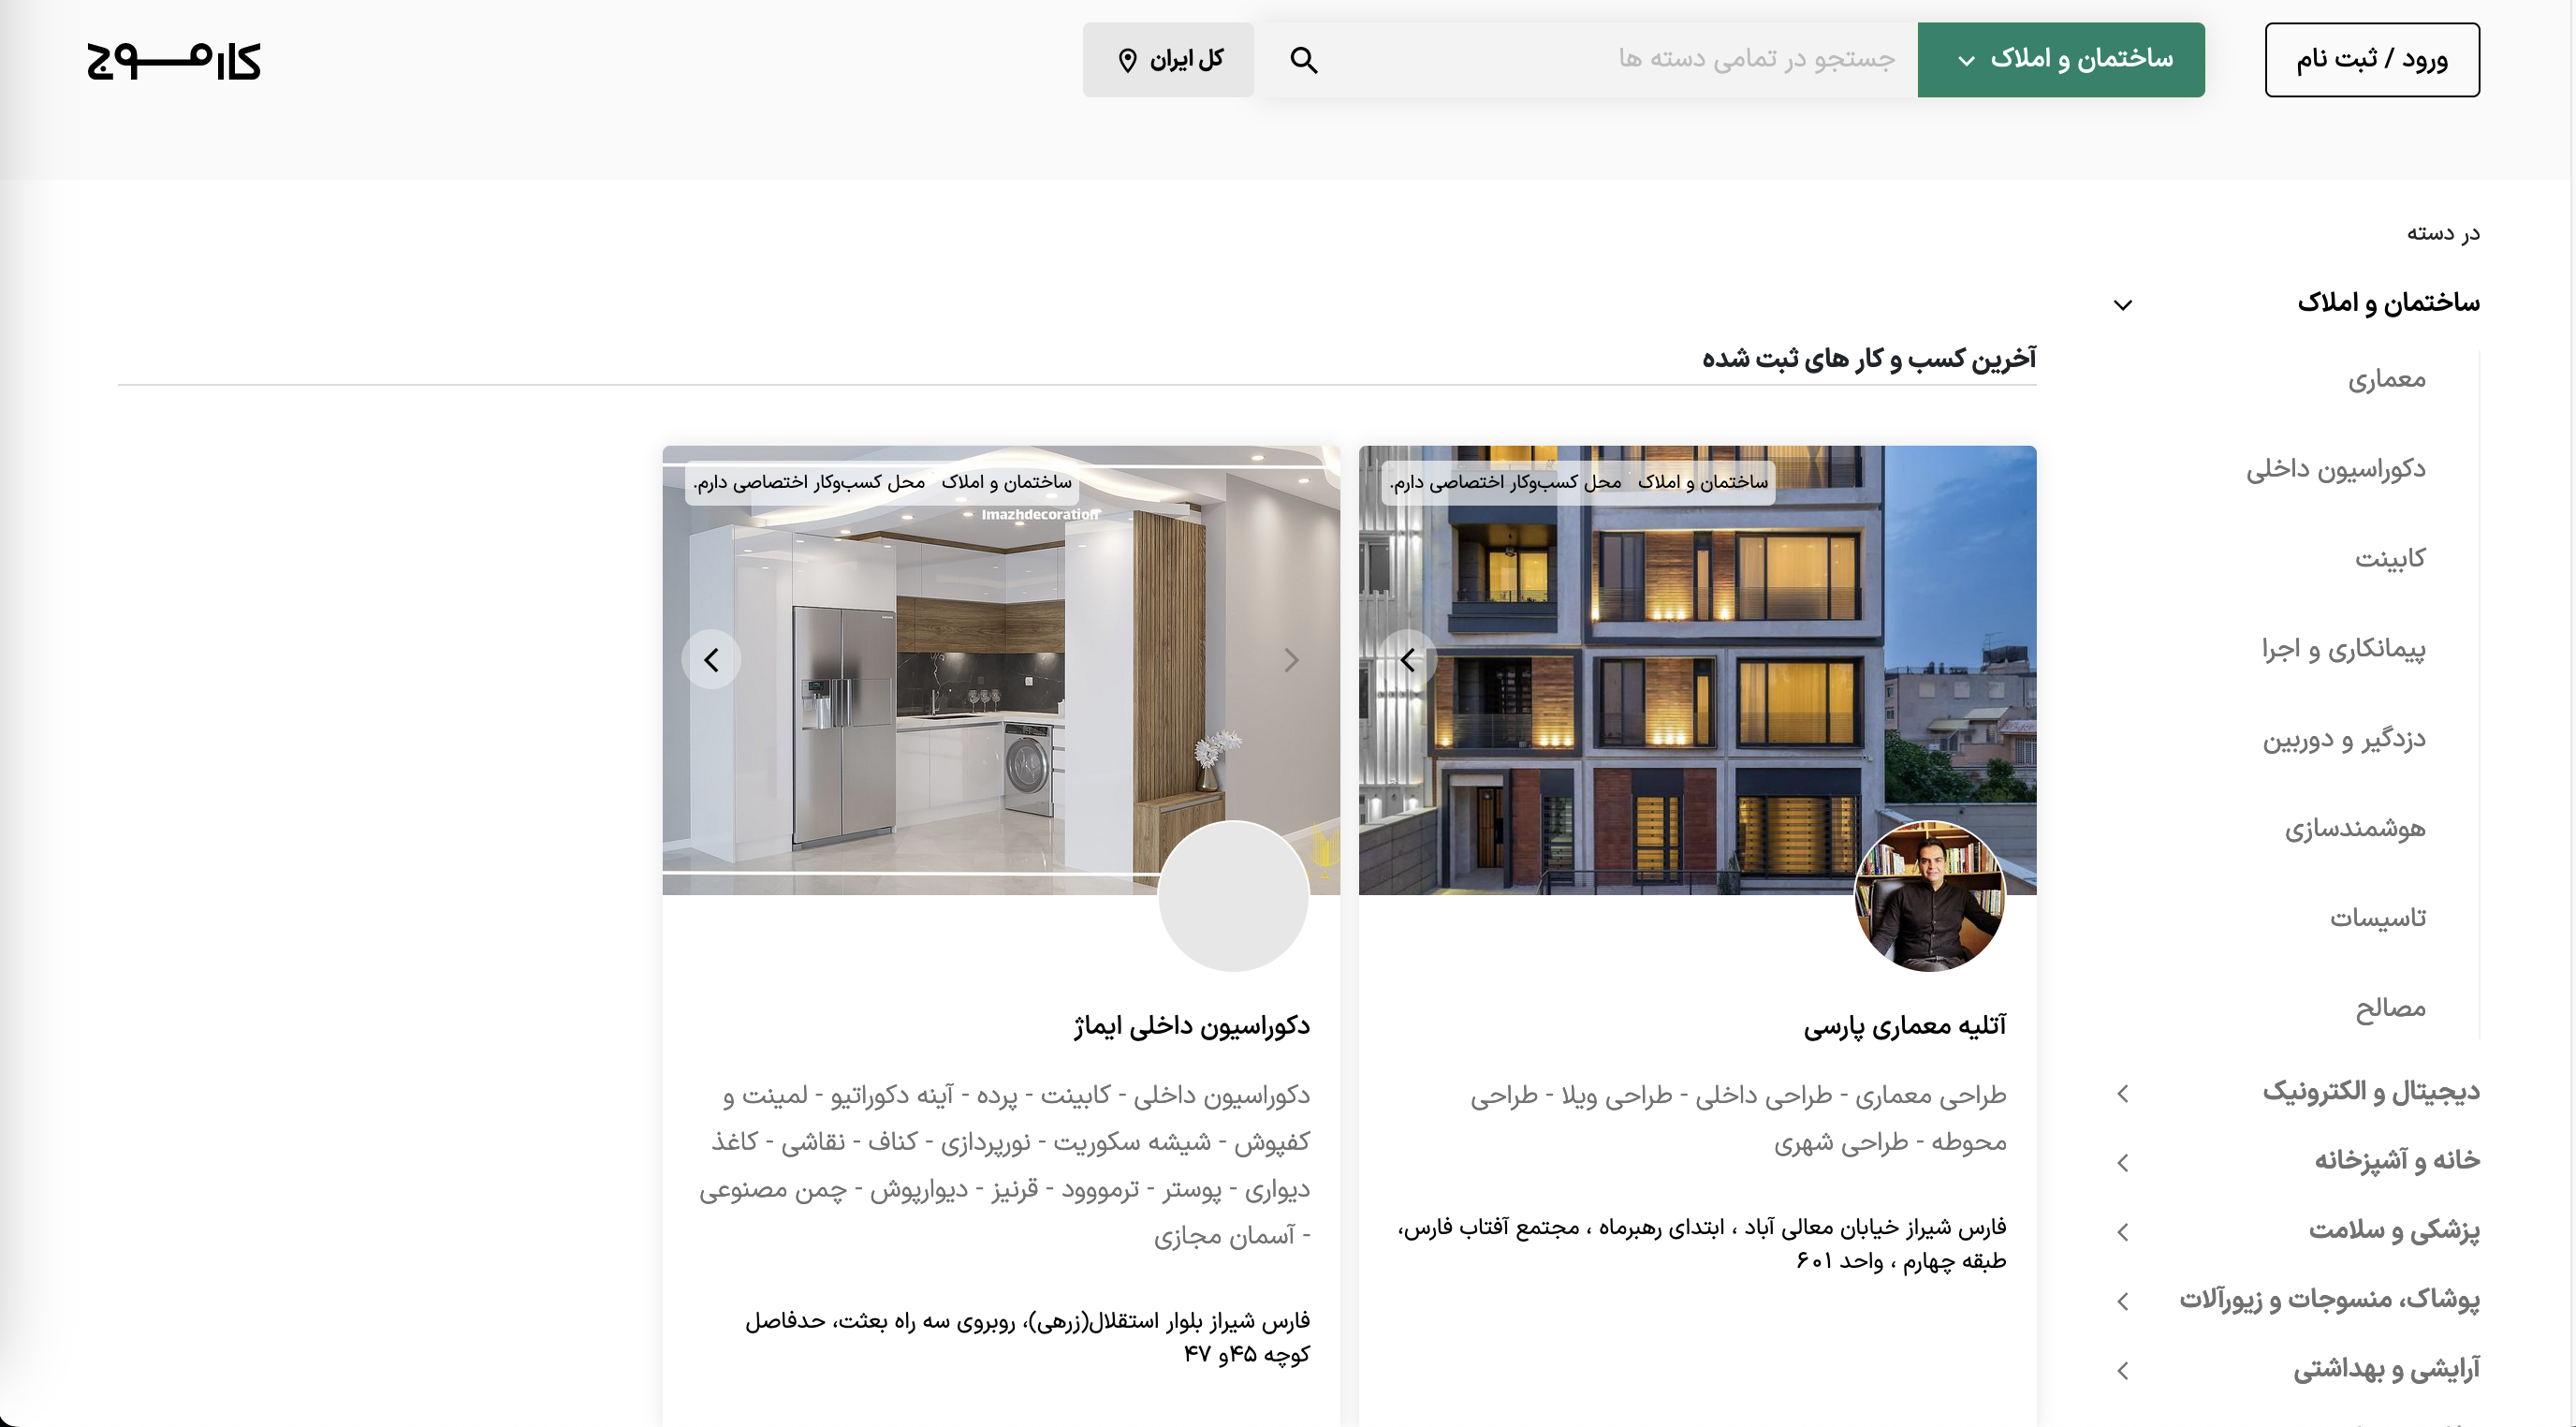 ورود / ثبت نام
ساختمان و املاک
جستجو در تمامی دسته ها
کل ایران
کارموج
در دسته
ساختمان و املاک
معماری
دکوراسیون داخلی
کابینت
پیمانکاری و اجرا
دزدگیر و دوربین
هوشمندسازی
تاسیسات
مصالح
دیجیتال و الکترونیک
خانه و آشپزخانه
پزشکی و سلامت
پوشاک، منسوجات و زیورآلات
آرایشی و بهداشتی
آخرین کسب و کار های ثبت شده
ساختمان و املاک محل کسب‌وکار اختصاصی دارم.
آتلیه معماری پارسی
طراحی معماری - طراحی داخلی - طراحی ویلا - طراحی
محوطه - طراحی شهری
فارس شیراز خیابان معالی آباد ، ابتدای رهبرماه ، مجتمع آفتاب فارس،
طبقه چهارم ، واحد ۶۰۱
ساختمان و املاک محل کسب‌وکار اختصاصی دارم.
Imazhdecoration
دکوراسیون داخلی ایماژ
دکوراسیون داخلی - کابینت - پرده - آینه دکوراتیو - لمینت و
کفپوش - شیشه سکوریت - نورپردازی - کناف - نقاشی - کاغذ
دیواری - پوستر - ترمووود - قرنیز - دیوارپوش - چمن مصنوعی
- آسمان مجازی
فارس شیراز بلوار استقلال(زرهی)، روبروی سه راه بعثت، حدفاصل
کوچه ۴۵و ۴۷